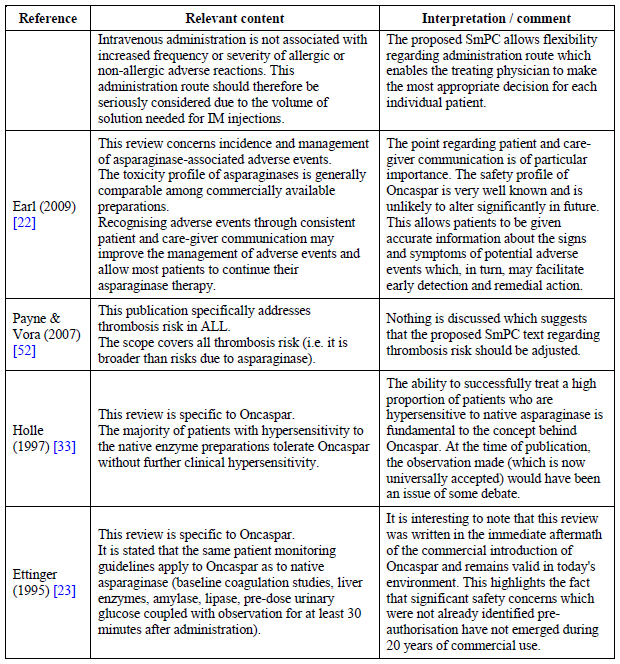 Reference
Relevant content
Interpretation / comment
Intravenous administration is not associated with
increased frequency or severity of allergic or
non-allergic adverse reactions. This
administration route should therefore be
seriously considered due to the volume of
solution needed for IM injections.
The proposed SmPC allows flexibility
regarding administration route which
enables the treating physician to make
the most appropriate decision for each
individual patient.
Earl (2009)
[22]
This review concerns incidence and management
of asparaginase-associated adverse events.
The toxicity profile of asparaginases is generally
comparable among commercially available
preparations.
Recognising adverse events through consistent
patient and care-giver communication may
improve the management of adverse events and
allow most patients to continue their
asparaginase therapy.
The point regarding patient and care-
giver communication is of particular
importance. The safety profile of
Oncaspar is very well known and is
unlikely to alter significantly in future.
This allows patients to be given
accurate information about the signs
and symptoms of potential adverse
events which, in turn, may facilitate
early detection and remedial action.
Payne &
Vora (2007)
[52]
This publication specifically addresses
thrombosis risk in ALL.
The scope covers all thrombosis risk (i.e. it is
broader than risks due to asparaginase).
Nothing is discussed which suggests
that the proposed SmPC text regarding
thrombosis risk should be adjusted.
Holle
(1997) [33]
This review is specific to Oncaspar.
The majority of patients with hypersensitivity to
the native enzyme preparations tolerate Oncaspar
without further clinical hypersensitivity.
The ability to successfully treat a high
proportion of patients who are
hypersensitive to native asparaginase is
fundamental to the concept behind
Oncaspar. At the time of publication,
the observation made (which is now
universally accepted) would have been
an issue of some debate.
Ettinger
(1995) [23]
This review is specific to Oncaspar.
It is stated that the same patient monitoring
guidelines apply to Oncaspar as to native
asparaginase (baseline coagulation studies, liver
enzymes, amylase, lipase, pre-dose urinary
glucose coupled with observation for at least 30
minutes after administration).
It is interesting to note that this review
was written in the immediate aftermath
of the commercial introduction of
Oncaspar and remains valid in today's
environment. This highlights the fact
that significant safety concerns which
were not already identified pre-
authorisation have not emerged during
20 years of commercial use.